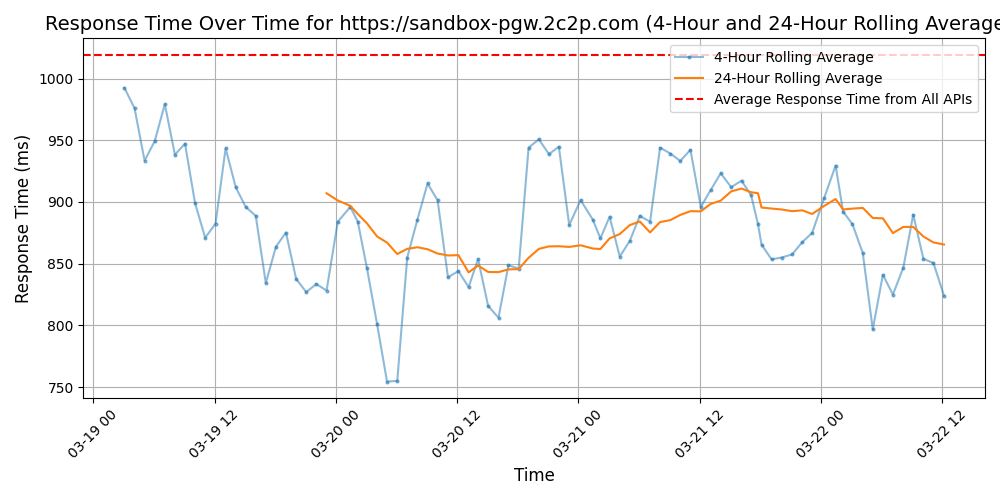 Response Time Over Time for https://sandbox-pgw.2c2p.com (4-Hour and 24-Hour Rolling Average
4-Hour Rolling Average
24-Hour Rolling Average
Average Response Time from All APIs
Response Time (ms)
1000
950
900
850
800
750
03-19 00
03-19 12
03-20 00
03-20 12
03-21 00
03-21 12
03-22 00
03-22 12
Time